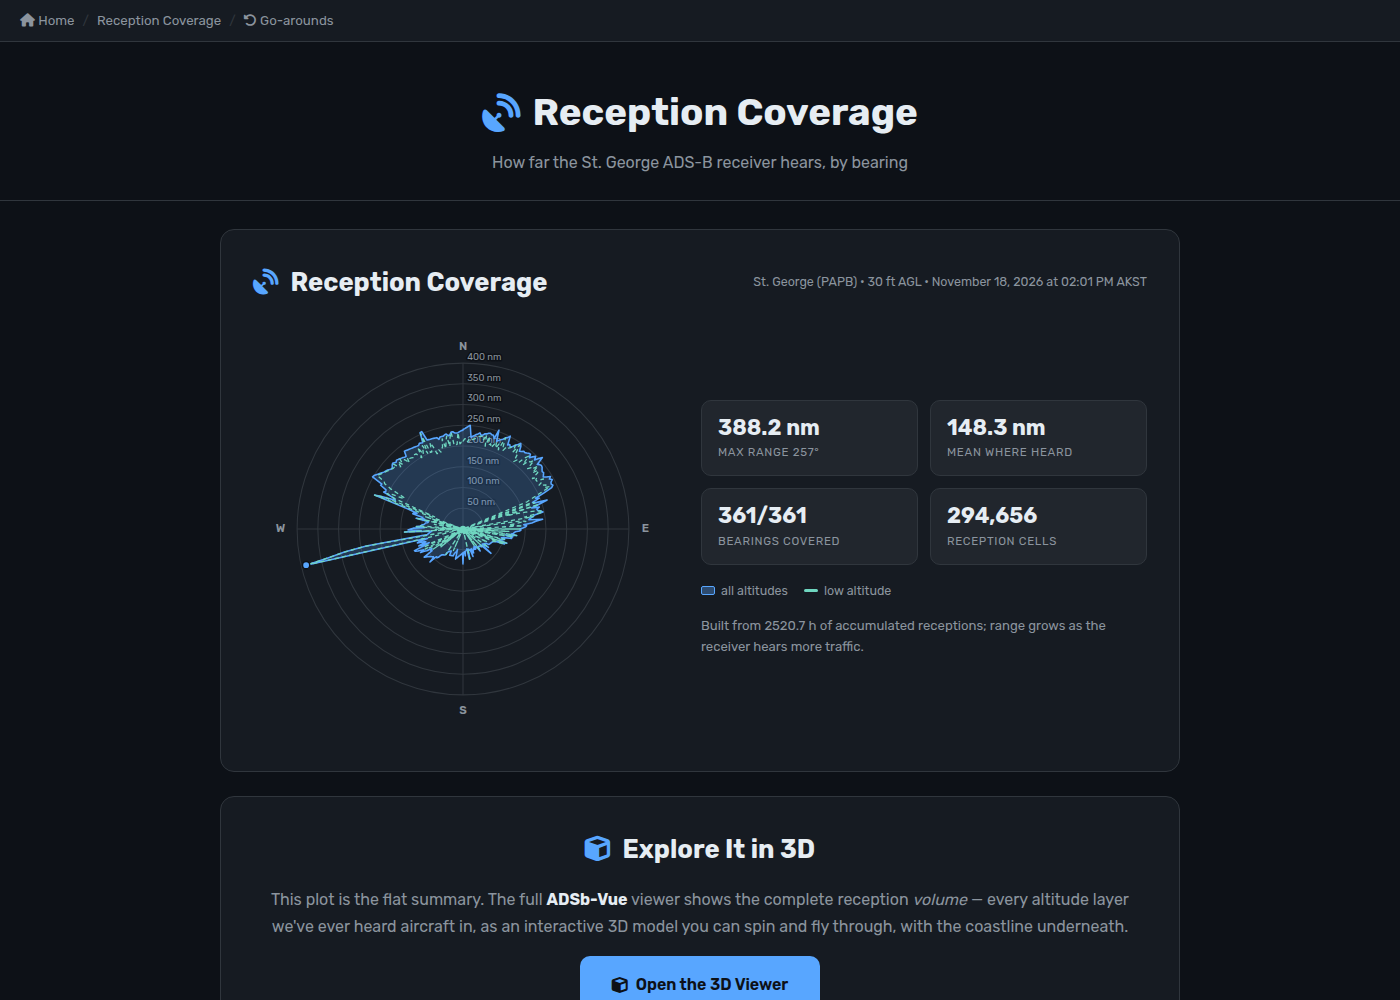 Home / Reception Coverage / Go-arounds
Reception Coverage
How far the St. George ADS-B receiver hears, by bearing
Reception Coverage
St. George (PAPB) • 30 ft AGL • November 18, 2026 at 02:01 PM AKST
N
400 nm
350 nm
300 nm
250 nm
200 nm
150 nm
100 nm
50 nm
W
E
S
388.2 nm
MAX RANGE 257°
148.3 nm
MEAN WHERE HEARD
361/361
BEARINGS COVERED
294,656
RECEPTION CELLS
all altitudes
low altitude
Built from 2520.7 h of accumulated receptions; range grows as the
receiver hears more traffic.
Explore It in 3D
This plot is the flat summary. The full ADSb-Vue viewer shows the complete reception volume — every altitude layer
we've ever heard aircraft in, as an interactive 3D model you can spin and fly through, with the coastline underneath.
Open the 3D Viewer